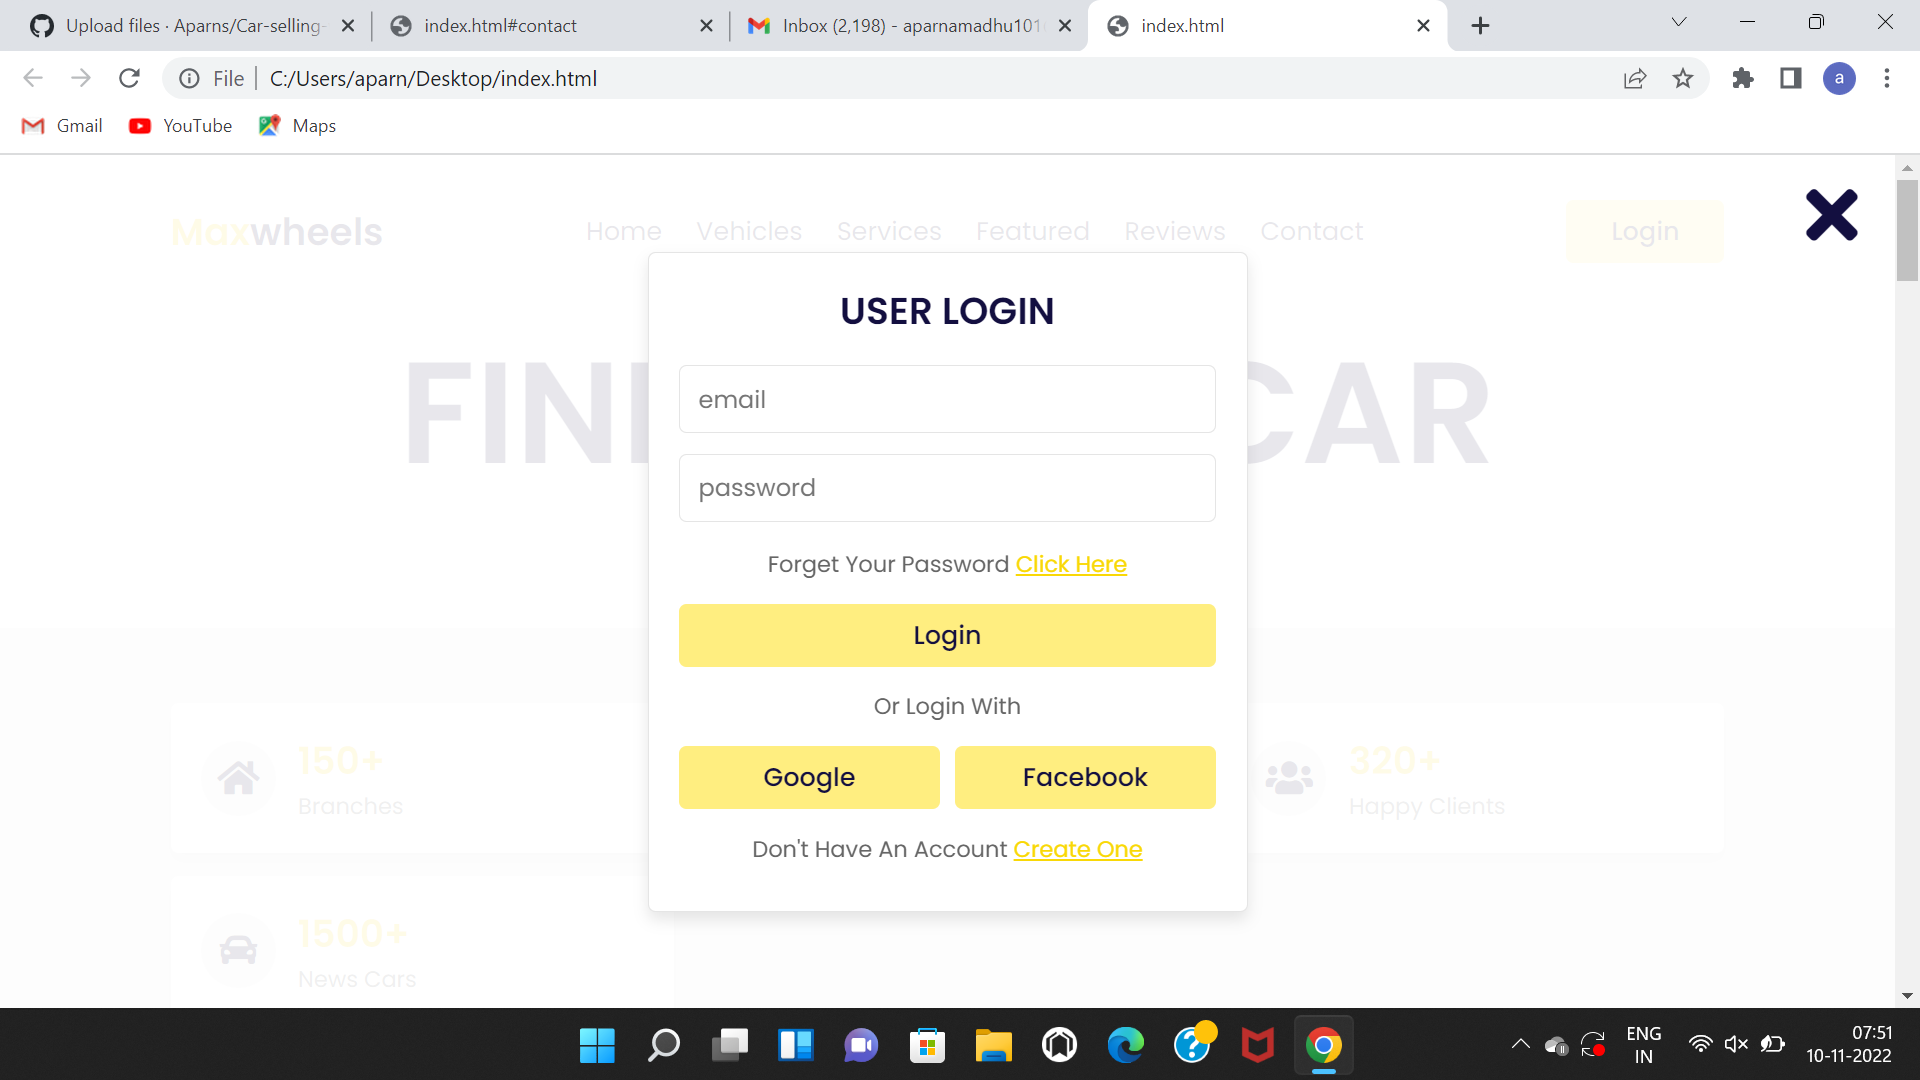 Upload files · Aparns/Car-selling-
index.html#contact
Inbox (2,198) - aparnamadhu101
index.html
File
C:/Users/aparn/Desktop/index.html
a
Gmail
YouTube
Maps
Maxwheels
Home
Vehicles
Services
Featured
Reviews
Contact
Login
USER LOGIN
FIN
CAR
email
password
Forget Your Password Click Here
Login
Or Login With
Google
Facebook
Don't Have An Account Create One
150+
Branches
320+
Happy Clients
1500+
News Cars
ENG
IN
07:51
10-11-2022